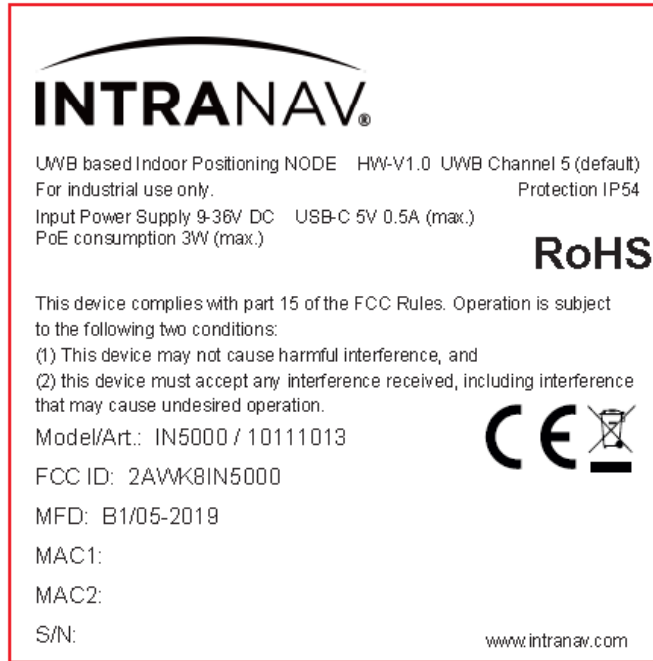 INTRANAV®
UWB based Indoor Positioning NODE HW-V1.0 UWB Channel 5 (default)
For industrial use only. Protection IP54
Input Power Supply 9-36V DC USB-C 5V 0.5A (max.)
PoE consumption 3W (max.)
RoHS
This device complies with part 15 of the FCC Rules. Operation is subject
to the following two conditions:
(1) This device may not cause harmful interference, and
(2) this device must accept any interference received, including interference
that may cause undesired operation.
CE
Model/Art.: IN5000 / 10111013
FCC ID: 2AWK8IN5000
MFD: B1/05-2019
MAC1:
MAC2:
S/N: www.intranav.com